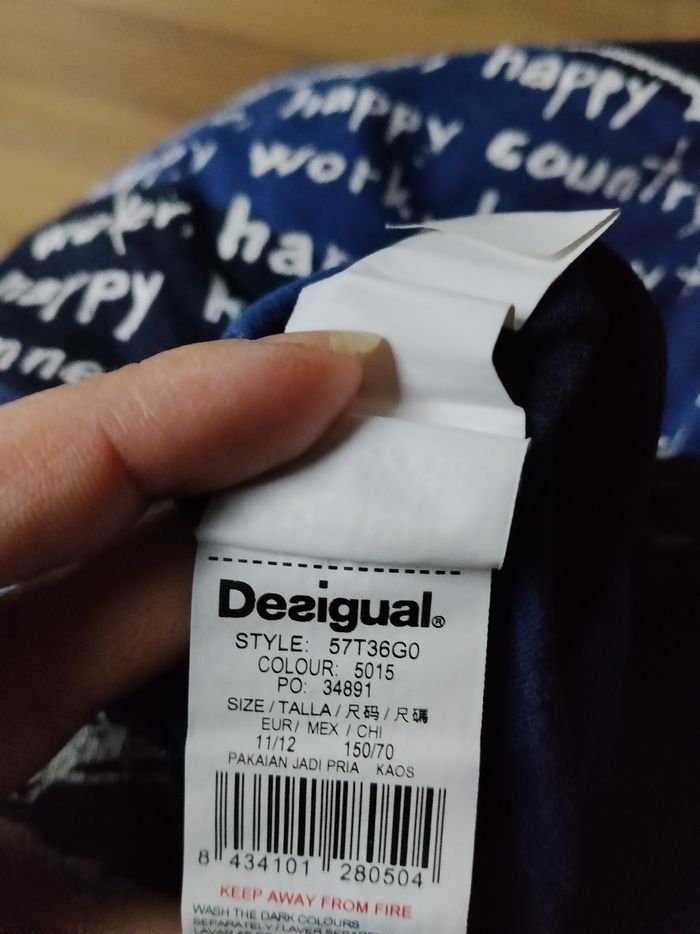 happy
happy country
work
happy
ha
Desigual®
STYLE: 57T36G0
COLOUR: 5015
PO: 34891
SIZE / TALLA / 尺码 / 尺碼
EUR / MEX / CHI
11/12 150/70
PAKAIAN JADI PRIA KAOS
8 434101 280504
KEEP AWAY FROM FIRE
WASH THE DARK COLOURS
SEPARATELY / LAVER